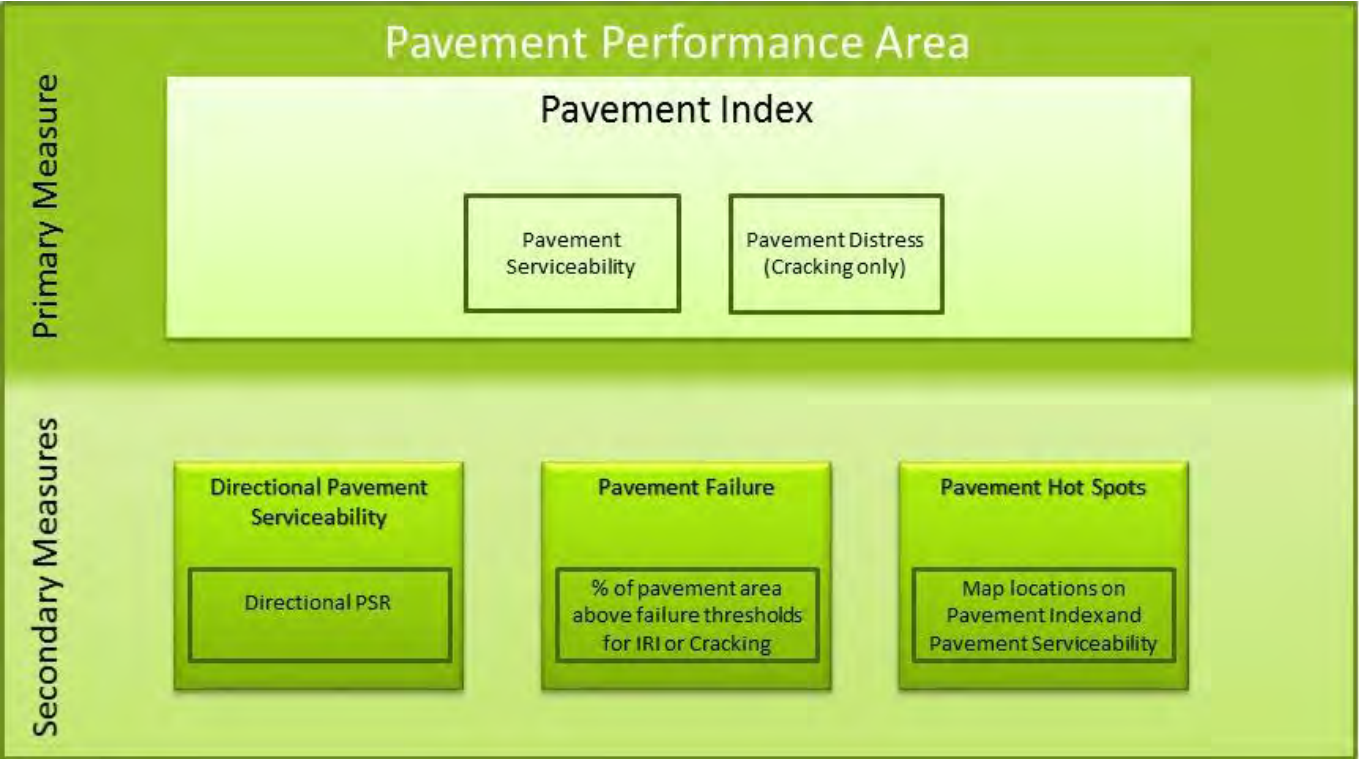 Pavement Performance Area
Primary Measure
Pavement Index
Pavement
Serviceability
Pavement Distress
(Cracking only)
Secondary Measures
Directional Pavement
Serviceability
Directional PSR
Pavement Failure
% of pavement area
above failure thresholds
for IRI or Cracking
Pavement Hot Spots
Map locations on
Pavement Index and
Pavement Serviceability